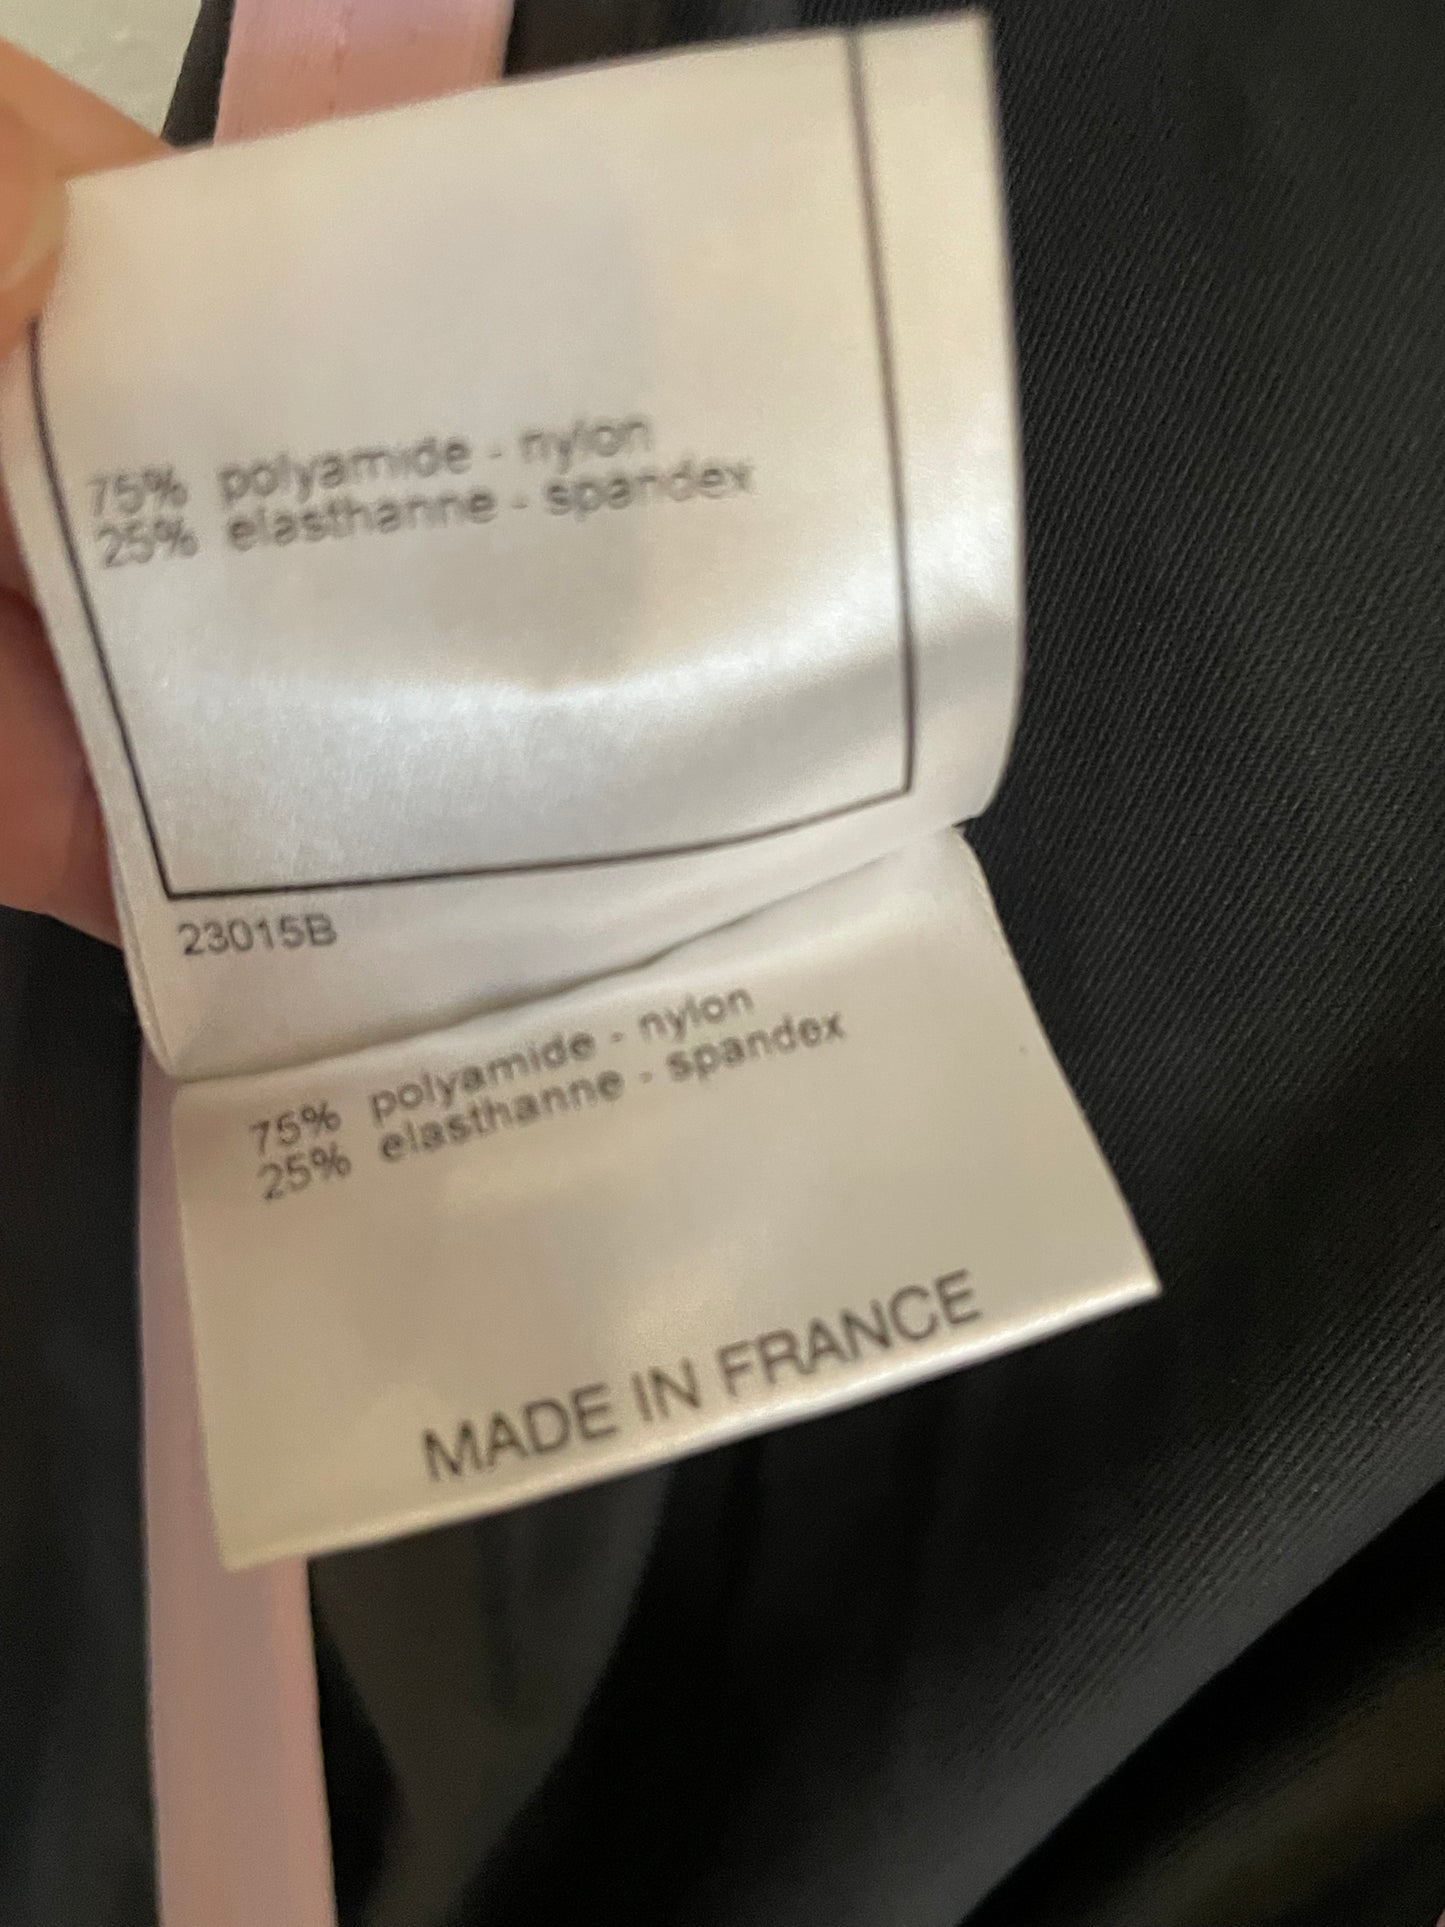 75% polyamide - nylon
25% elasthanne - spandex
23015B
75% polyamide - nylon
25% elasthanne - spandex
MADE IN FRANCE